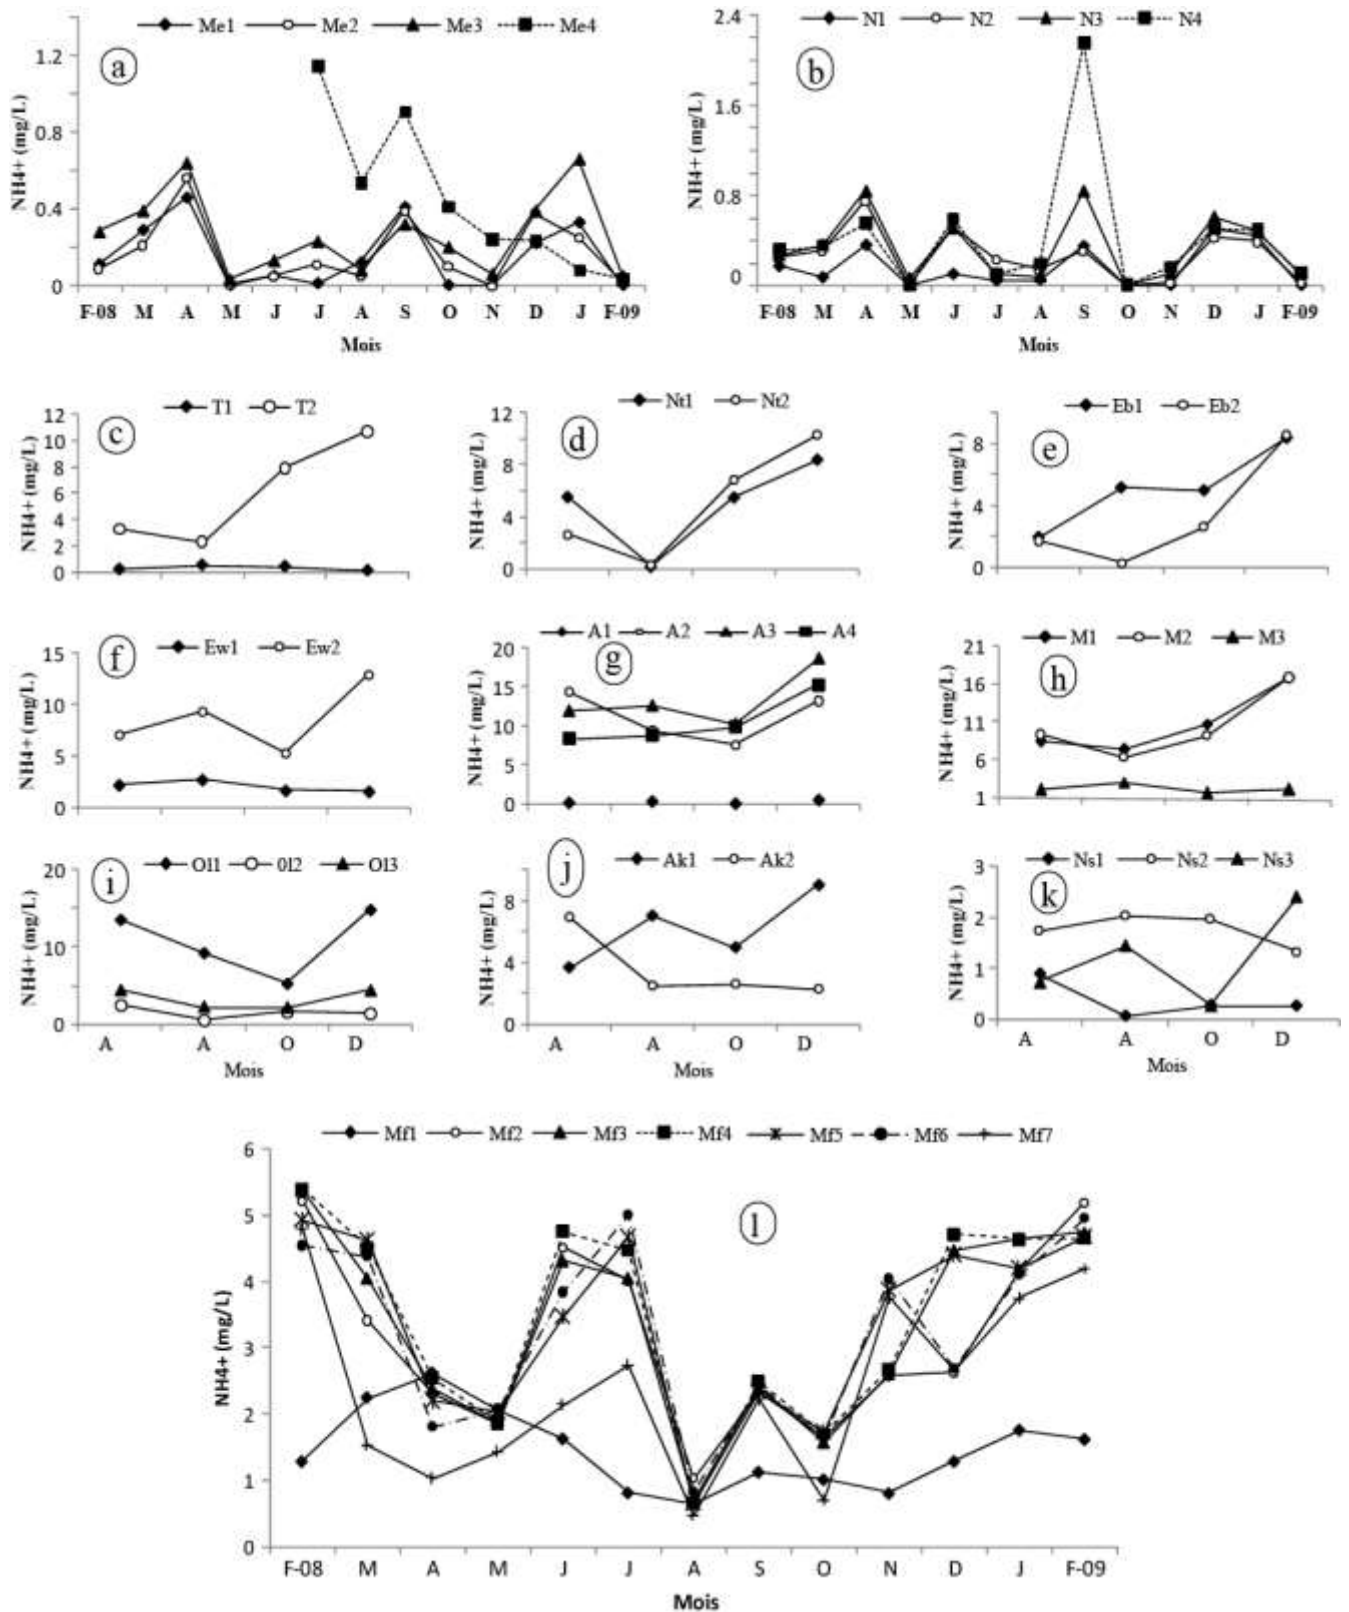 Me1 Me2 Me3 Me4
a
NH4+ (mg/L)
1.2
0.8
0.4
0
F-08 M A M J J A S O N D J F-09
Mois
N1 N2 N3 N4
b
NH4+ (mg/L)
2.4
1.6
0.8
0
F-08 M A M J J A S O N D J F-09
Mois
T1 T2
c
NH4+ (mg/L)
12
10
8
6
4
2
0
Nt1 Nt2
d
NH4+ (mg/L)
12
8
4
0
Eb1 Eb2
e
NH4+ (mg/L)
8
4
0
Ew1 Ew2
f
NH4+ (mg/L)
15
10
5
0
A1 A2 A3 A4
g
NH4+ (mg/L)
20
15
10
5
0
M1 M2 M3
h
NH4+ (mg/L)
21
16
11
6
1
Ol1 0l2 Ol3
i
NH4+ (mg/L)
20
10
0
A A O D
Mois
Ak1 Ak2
j
NH4+ (mg/L)
8
4
0
A A O D
Mois
Ns1 Ns2 Ns3
k
NH4+ (mg/L)
3
2
1
0
A A O D
Mois
Mf1 Mf2 Mf3 Mf4 Mf5 Mf6 Mf7
l
NH4+ (mg/L)
6
5
4
3
2
1
0
F-08 M A M J J A S O N D J F-09
Mois